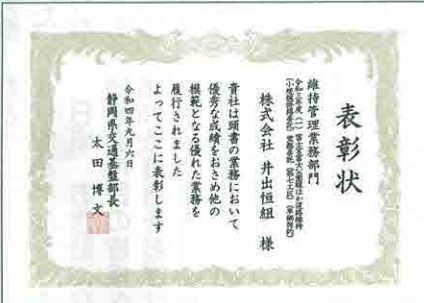 表彰状
維持管理業務部門
株式会社 井出恒組 様
貴社は頭書の業務において
優秀な成績をおさめ他の
模範となる優れた業務を
履行されました
よってここに表彰します
令和四年九月六日
静岡県交通基盤部長
太田博文